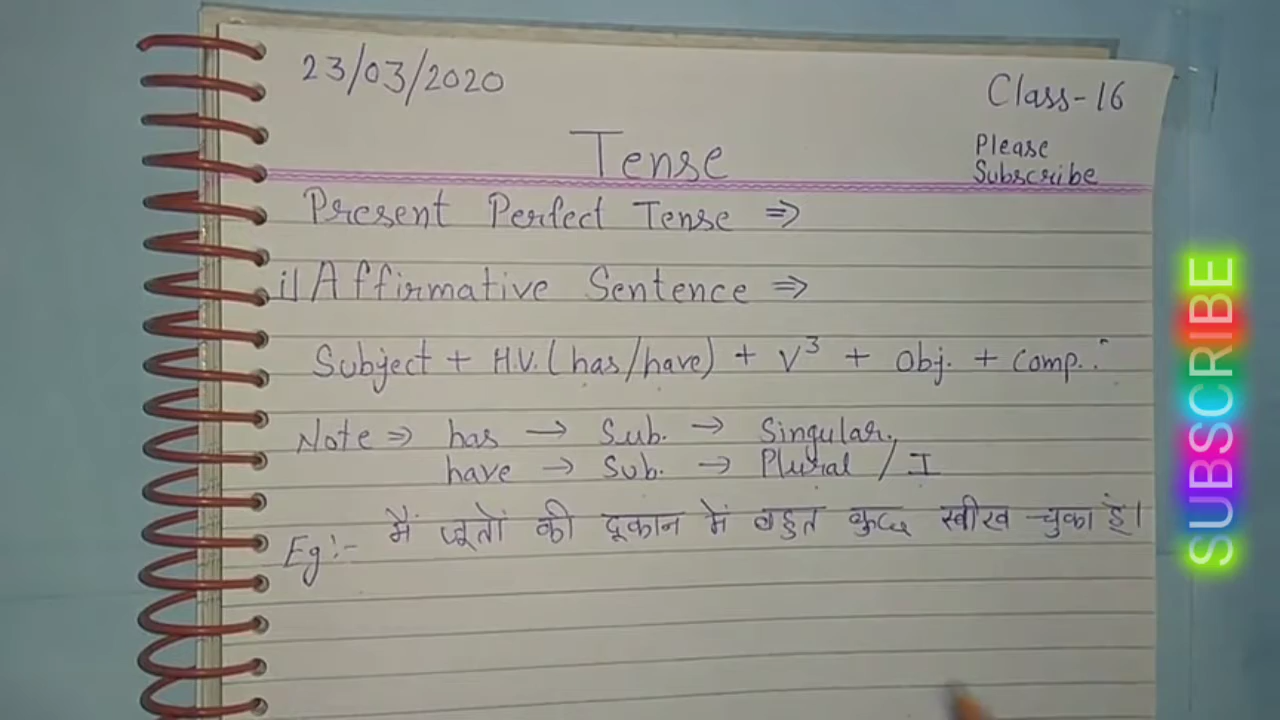 23/03/2020
Class-16
Tense
Please
Subscribe
Present Perfect Tense ⇒
i) Affirmative Sentence ⇒
Subject + H.V. (has/have) + V³ + Obj. + Comp.
Note ⇒ has → Sub. → Singular.
have → Sub. → Plural / I
Eg:- मैं जूतों की दूकान में बहुत कुछ सीख चुका हूँ।
SUBSCRIBE